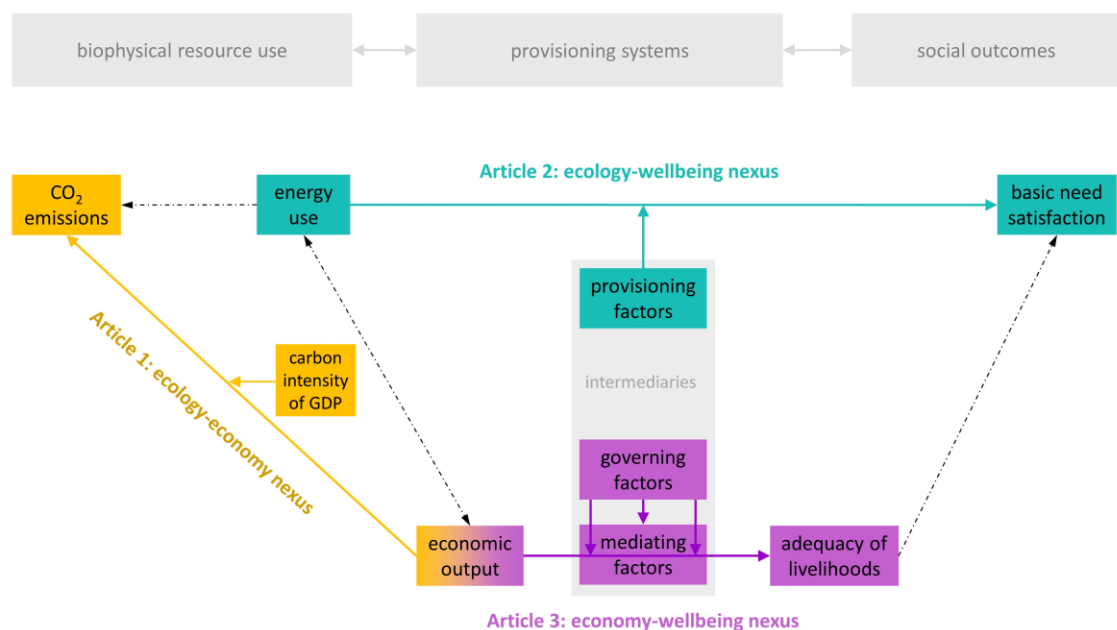 biophysical resource use
provisioning systems
social outcomes
Article 2: ecology-wellbeing nexus
CO₂
emissions
energy
use
basic need
satisfaction
provisioning
factors
Article 1: ecology-economy nexus
carbon
intensity
of GDP
intermediaries
governing
factors
economic
output
mediating
factors
adequacy of
livelihoods
Article 3: economy-wellbeing nexus